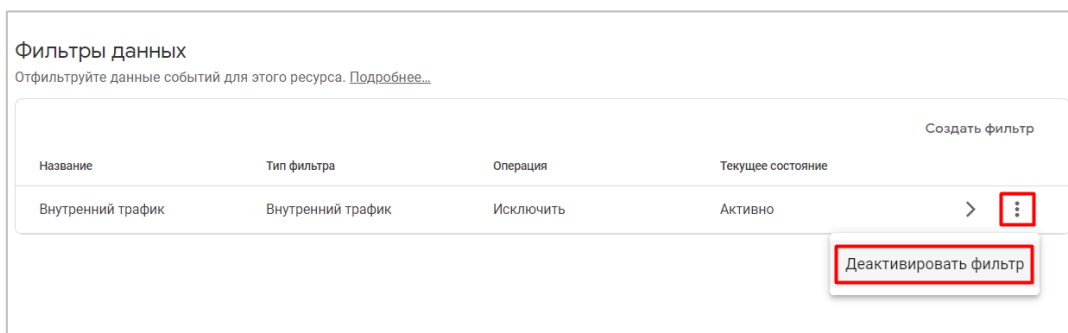 Фильтры данных
Отфильтруйте данные событий для этого ресурса. Подробнее...
Создать фильтр
Название Тип фильтра Операция Текущее состояние
Внутренний трафик Внутренний трафик Исключить Активно
Деактивировать фильтр